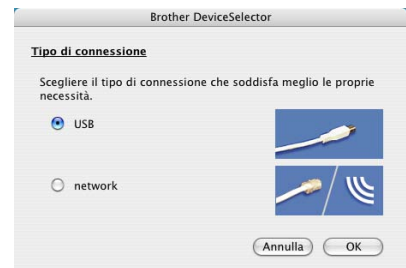 Brother DeviceSelector
Tipo di connessione
Scegliere il tipo di connessione che soddisfa meglio le proprie
necessità.
USB
network
Annulla
OK